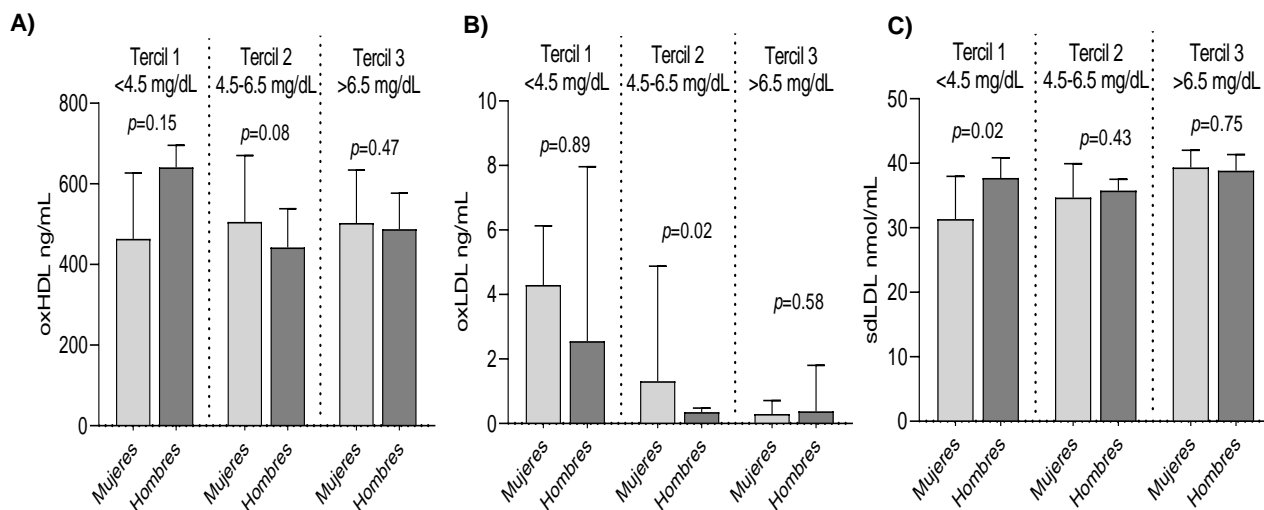 A)
Tercil 1
<4.5 mg/dL
Tercil 2
4.5-6.5 mg/dL
Tercil 3
>6.5 mg/dL
800
600
400
200
0
oxHDL ng/mL
p=0.15
p=0.08
p=0.47
Mujeres
Hombres
Mujeres
Hombres
Mujeres
Hombres
B)
Tercil 1
<4.5 mg/dL
Tercil 2
4.5-6.5 mg/dL
Tercil 3
>6.5 mg/dL
10
8
6
4
2
0
oxLDL ng/mL
p=0.89
p=0.02
p=0.58
Mujeres
Hombres
Mujeres
Hombres
Mujeres
Hombres
C)
Tercil 1
<4.5 mg/dL
Tercil 2
4.5-6.5 mg/dL
Tercil 3
>6.5 mg/dL
50
40
30
20
10
0
sdLDL nmol/mL
p=0.02
p=0.43
p=0.75
Mujeres
Hombres
Mujeres
Hombres
Mujeres
Hombres